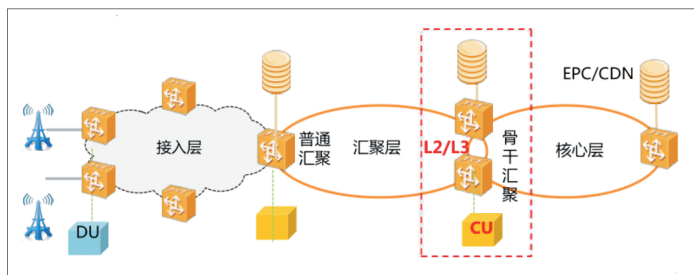 EPC/CDN
接入层
普通
汇聚
汇聚层
L2/L3
骨干汇聚
核心层
DU
CU